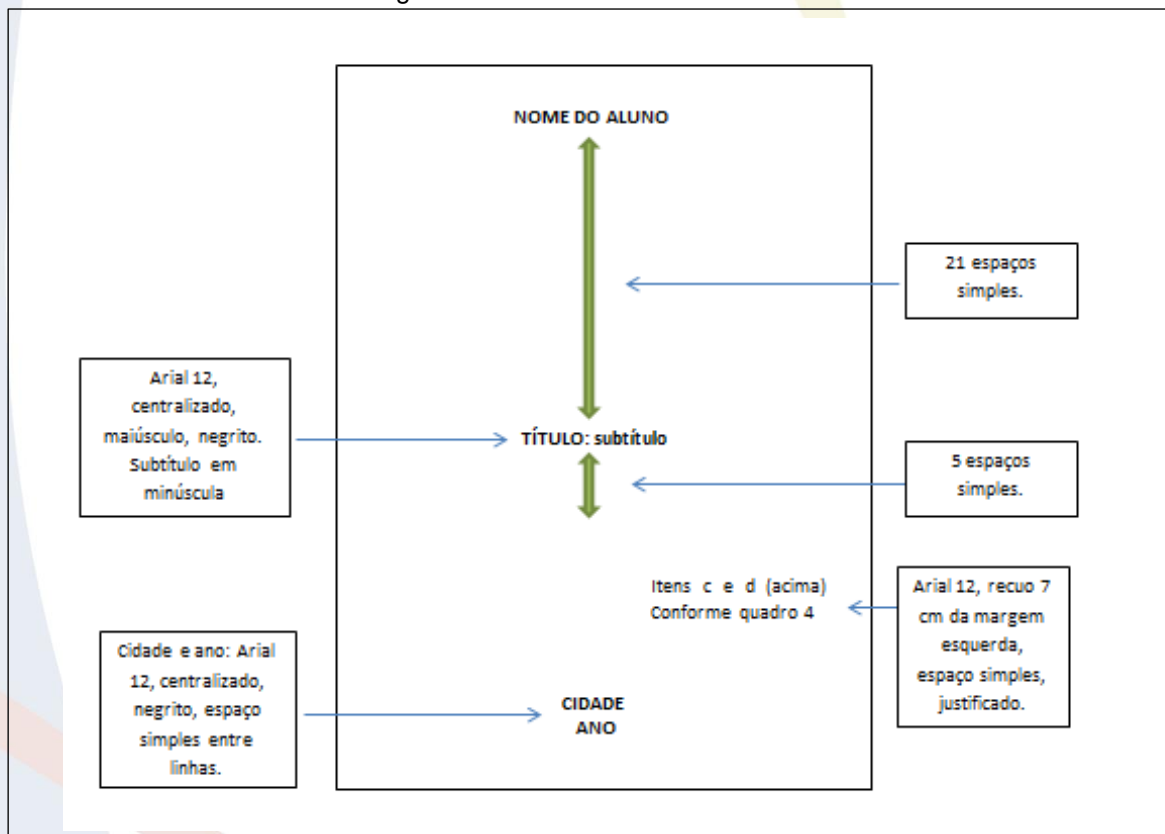 NOME DO ALUNO
21 espaços
simples.
Arial 12,
centralizado,
maiúsculo, negrito.
Subtítulo em
minúscula
TÍTULO: subtítulo
5 espaços
simples.
Itens c e d (acima)
Conforme quadro 4
Arial 12, recuo 7
cm da margem
esquerda,
espaço simples,
justificado.
Cidade e ano: Arial
12, centralizado,
negrito, espaço
simples entre
linhas.
CIDADE
ANO